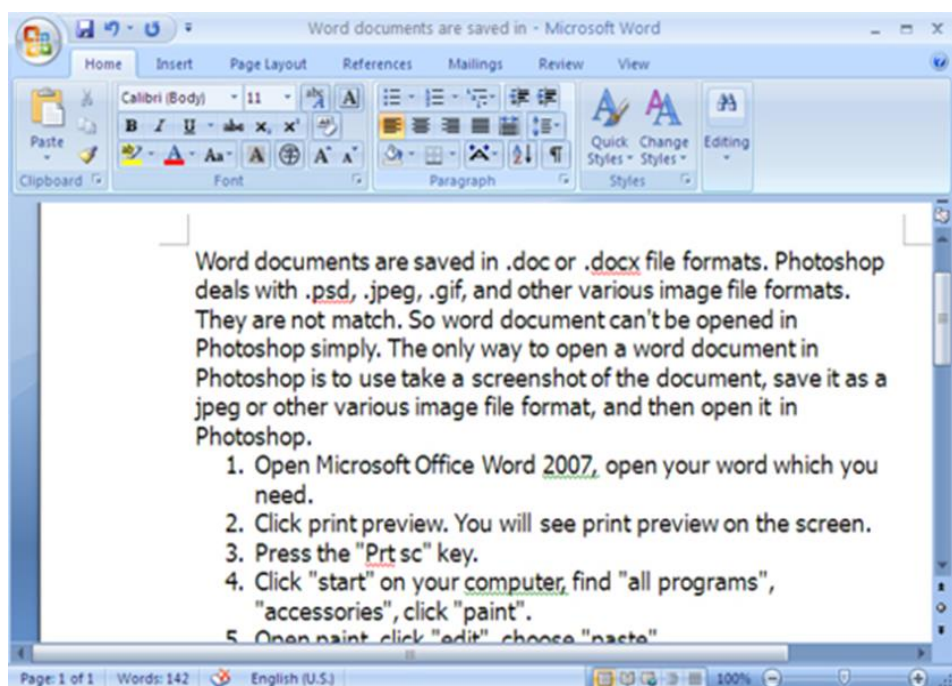 Word documents are saved in - Microsoft Word
Home Insert Page Layout References Mailings Review View
Calibri (Body) 11
Paste
Quick Styles Change Styles Editing
Clipboard Font Paragraph Styles
Word documents are saved in .doc or .docx file formats. Photoshop
deals with .psd, .jpeg, .gif, and other various image file formats.
They are not match. So word document can't be opened in
Photoshop simply. The only way to open a word document in
Photoshop is to use take a screenshot of the document, save it as a
jpeg or other various image file format, and then open it in
Photoshop.
1. Open Microsoft Office Word 2007, open your word which you
need.
2. Click print preview. You will see print preview on the screen.
3. Press the "Prt sc" key.
4. Click "start" on your computer, find "all programs",
"accessories", click "paint".
5. Open paint, click "edit", choose "paste"
Page: 1 of 1 Words: 142 English (U.S.) 100%